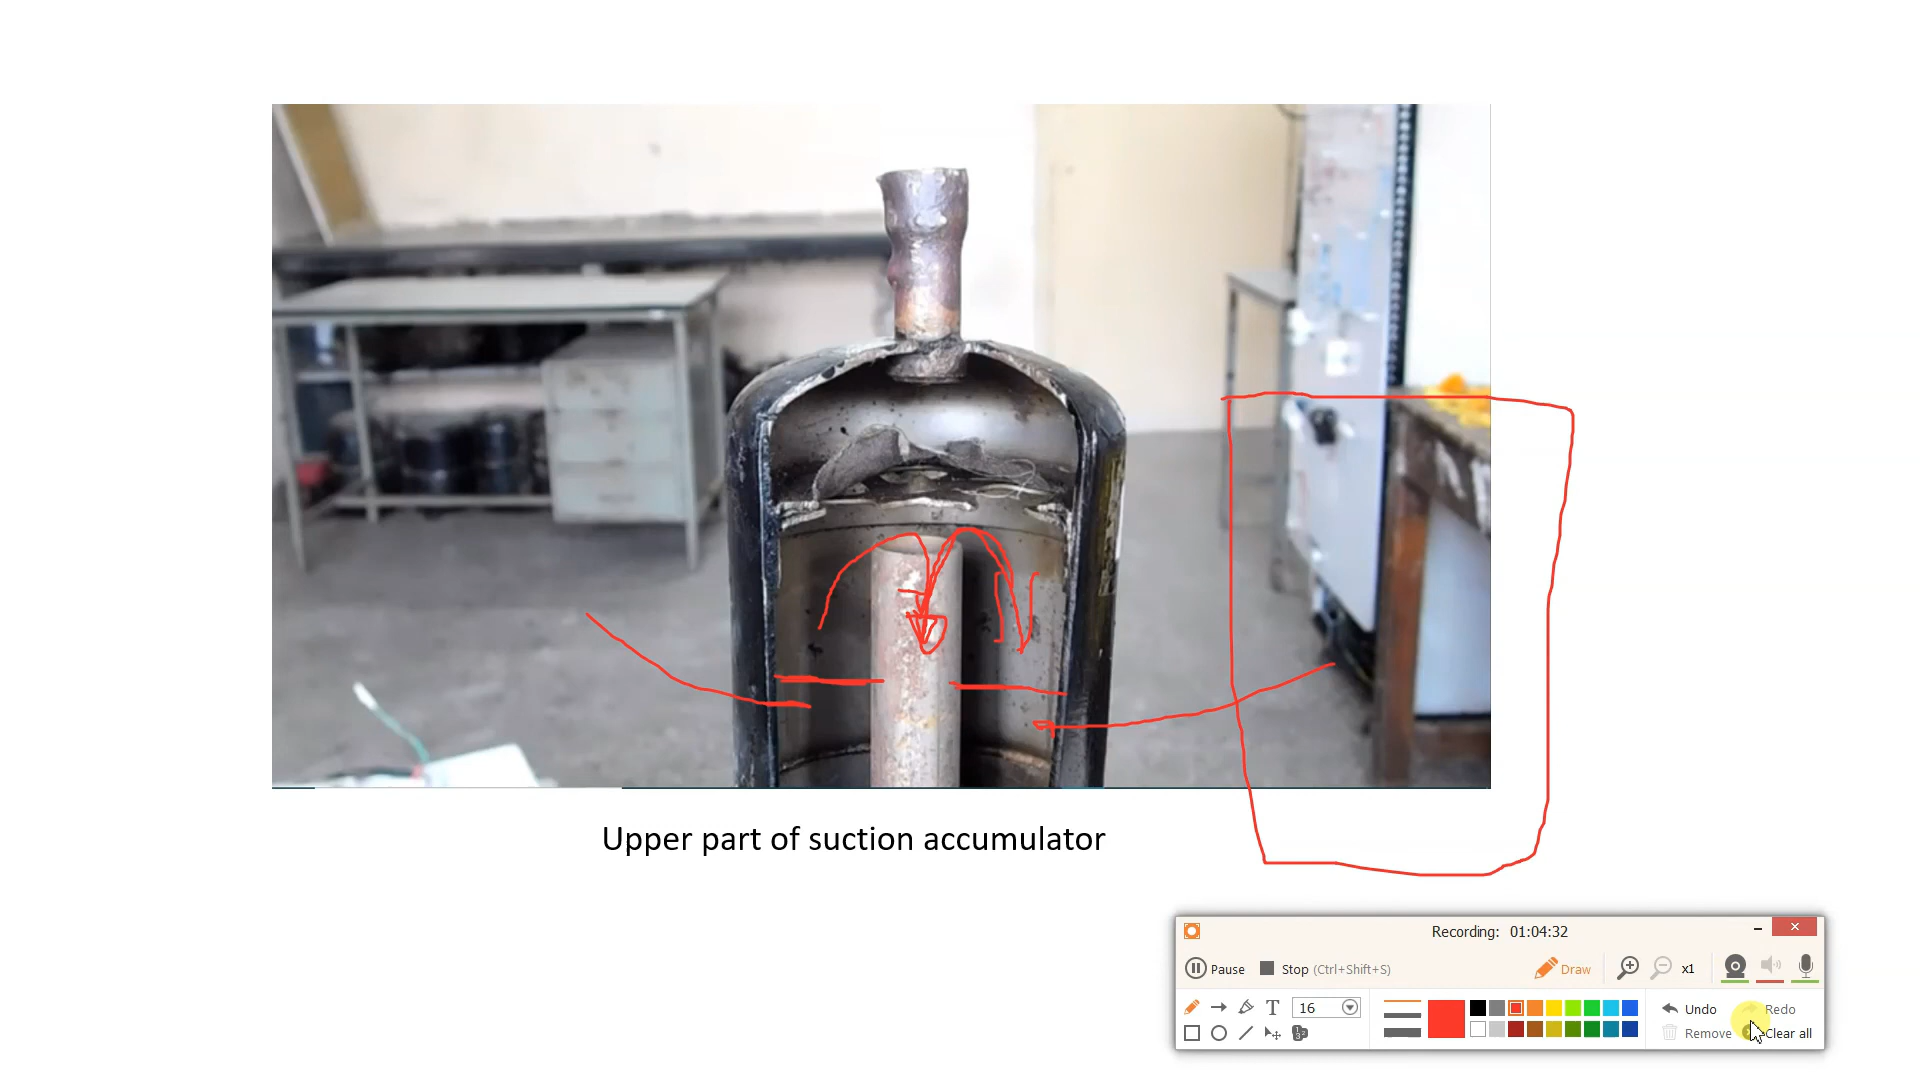 Upper part of suction accumulator
Recording: 01:04:32
Pause
Stop (Ctrl+Shift+S)
Draw
x1
T
16
Undo
Redo
Remove
Clear all